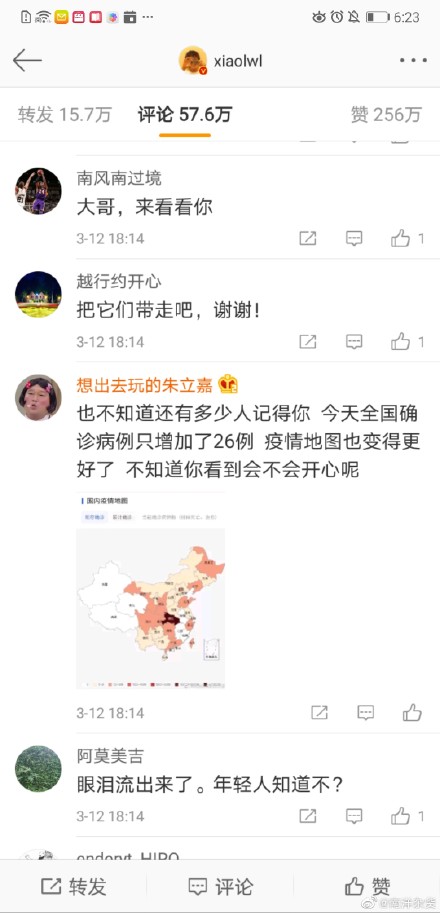 6:23
xiaolwl
转发 15.7万
评论 57.6万
赞 256万
南风南过境
大哥，来看看你
3-12 18:14
1
越行约开心
把它们带走吧，谢谢！
3-12 18:14
1
想出去玩的朱立嘉
也不知道还有多少人记得你 今天全国确
诊病例只增加了26例 疫情地图也变得更
好了 不知道你看到会不会开心呢
国内疫情地图
3-12 18:14
阿莫美吉
眼泪流出来了。年轻人知道不？
3-12 18:14
1
转发
评论
赞